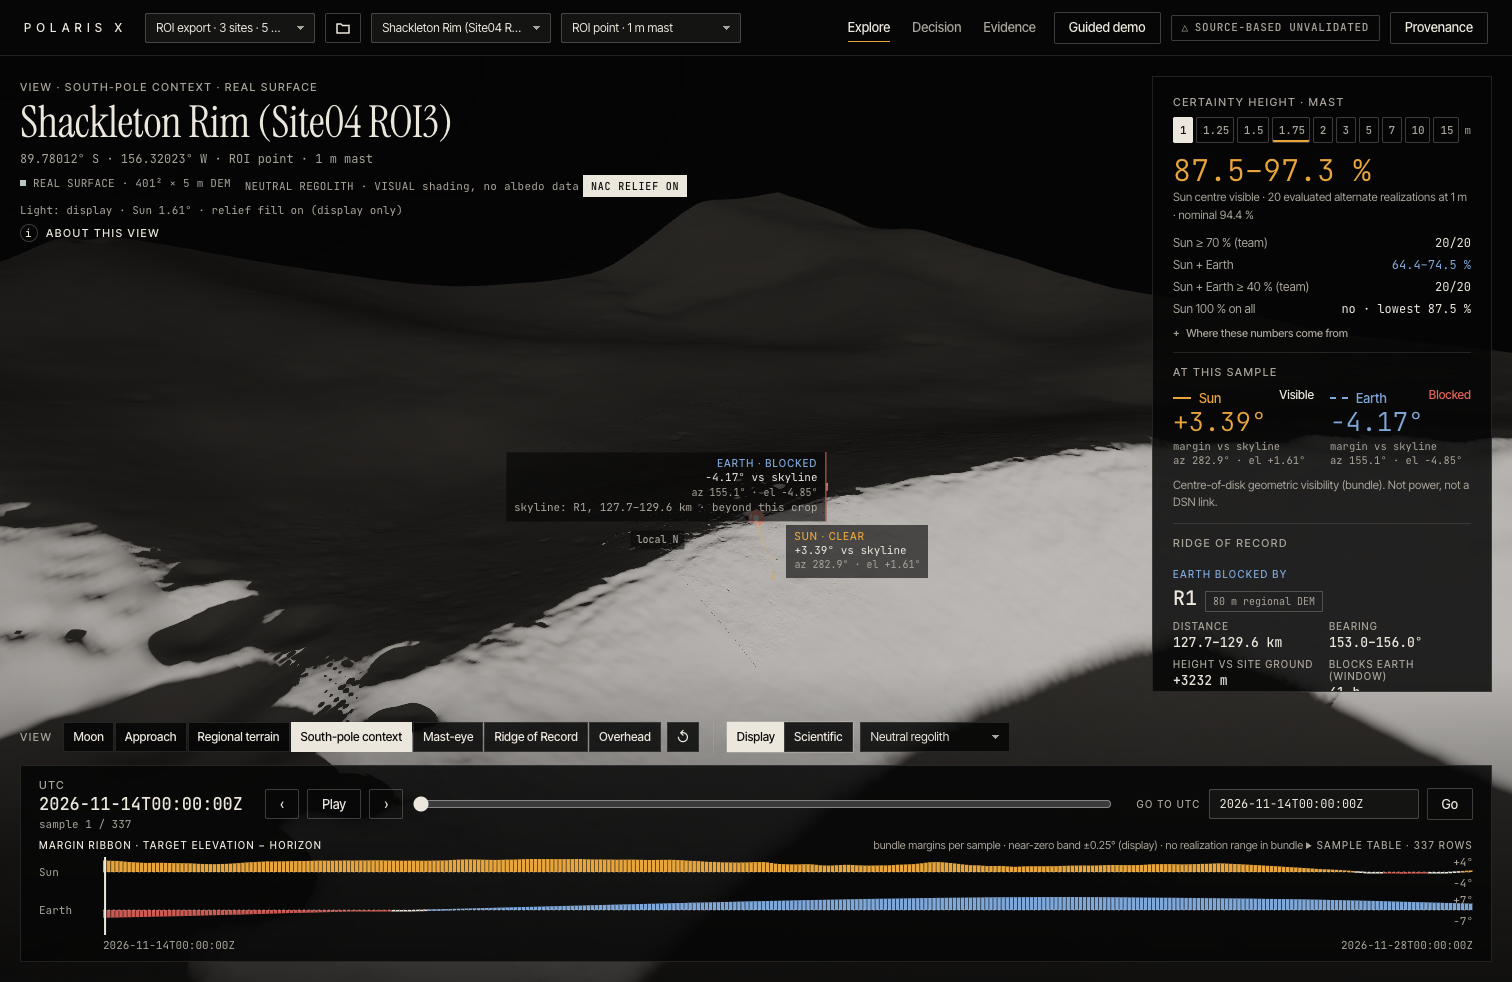 POLARIS X
ROI export · 3 sites · 5 ...
Shackleton Rim (Site04 R...
ROI point · 1 m mast
Explore
Decision
Evidence
Guided demo
△ SOURCE-BASED UNVALIDATED
Provenance
VIEW · SOUTH-POLE CONTEXT · REAL SURFACE
Shackleton Rim (Site04 ROI3)
89.78012° S · 156.32023° W · ROI point · 1 m mast
REAL SURFACE · 401² × 5 m DEM
NEUTRAL REGOLITH · VISUAL shading, no albedo data
NAC RELIEF ON
Light: display · Sun 1.61° · relief fill on (display only)
i ABOUT THIS VIEW
EARTH · BLOCKED
-4.17° vs skyline
az 155.1° · el -4.85°
skyline: R1, 127.7–129.6 km · beyond this crop
local N
SUN · CLEAR
+3.39° vs skyline
az 282.9° · el +1.61°
CERTAINTY HEIGHT · MAST
1 1.25 1.5 1.75 2 3 5 7 10 15 m
87.5–97.3 %
Sun centre visible · 20 evaluated alternate realizations at 1 m
· nominal 94.4 %
Sun ≥ 70 % (team) 20/20
Sun + Earth 64.4–74.5 %
Sun + Earth ≥ 40 % (team) 20/20
Sun 100 % on all no · lowest 87.5 %
+ Where these numbers come from
AT THIS SAMPLE
Sun Visible
+3.39°
margin vs skyline
az 282.9° · el +1.61°
Earth Blocked
-4.17°
margin vs skyline
az 155.1° · el -4.85°
Centre-of-disk geometric visibility (bundle). Not power, not a
DSN link.
RIDGE OF RECORD
EARTH BLOCKED BY
R1 80 m regional DEM
DISTANCE
127.7–129.6 km
BEARING
153.0–156.0°
HEIGHT VS SITE GROUND
+3232 m
BLOCKS EARTH
(WINDOW)
VIEW
Moon
Approach
Regional terrain
South-pole context
Mast-eye
Ridge of Record
Overhead
Display
Scientific
Neutral regolith
UTC
2026-11-14T00:00:00Z
sample 1 / 337
‹
Play
›
GO TO UTC
2026-11-14T00:00:00Z
Go
MARGIN RIBBON · TARGET ELEVATION − HORIZON
bundle margins per sample · near-zero band ±0.25° (display) · no realization range in bundle
▶ SAMPLE TABLE · 337 ROWS
Sun
+4°
-4°
Earth
+7°
-7°
2026-11-14T00:00:00Z
2026-11-28T00:00:00Z